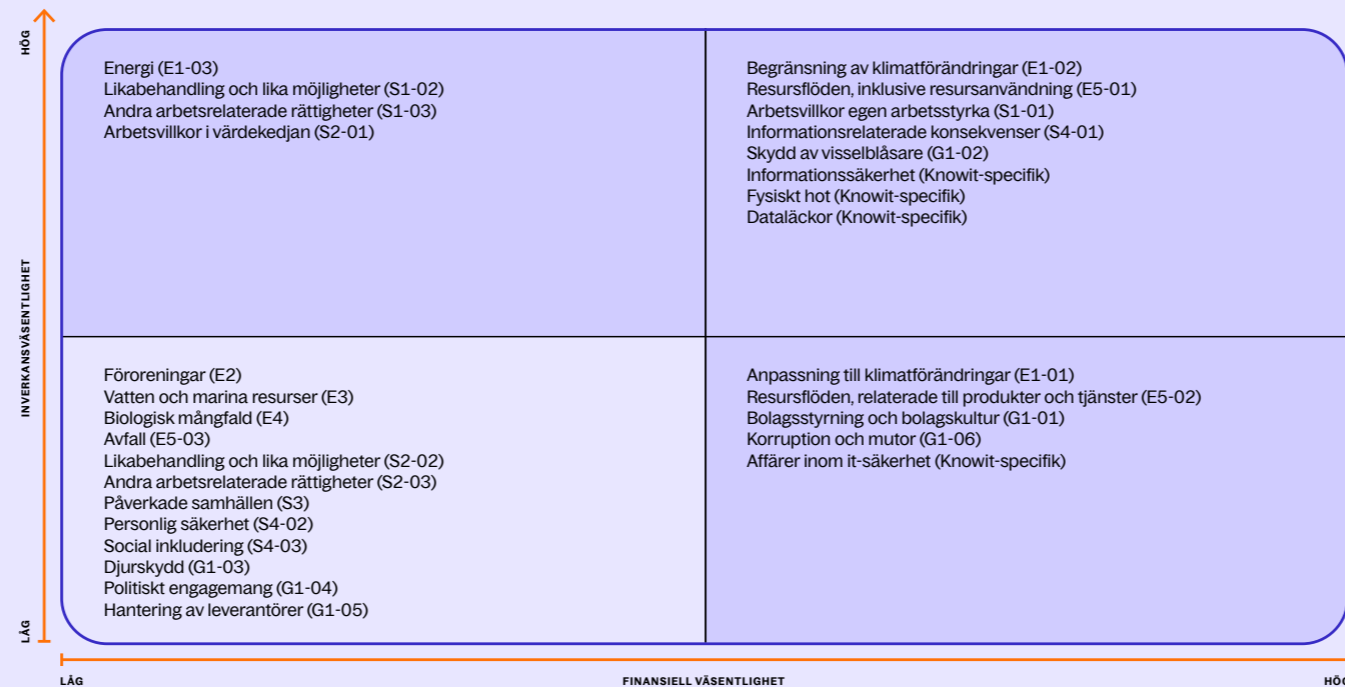 HÖG
INVERKANSVÄSENTLIGHET
LÅG
Energi (E1-03)
Likabehandling och lika möjligheter (S1-02)
Andra arbetsrelaterade rättigheter (S1-03)
Arbetsvillkor i värdekedjan (S2-01)
Begränsning av klimatförändringar (E1-02)
Resursflöden, inklusive resursanvändning (E5-01)
Arbetsvillkor egen arbetsstyrka (S1-01)
Informationsrelaterade konsekvenser (S4-01)
Skydd av visselblåsare (G1-02)
Informationssäkerhet (Knowit-specifik)
Fysiskt hot (Knowit-specifik)
Dataläckor (Knowit-specifik)
Föroreningar (E2)
Vatten och marina resurser (E3)
Biologisk mångfald (E4)
Avfall (E5-03)
Likabehandling och lika möjligheter (S2-02)
Andra arbetsrelaterade rättigheter (S2-03)
Påverkade samhällen (S3)
Personlig säkerhet (S4-02)
Social inkludering (S4-03)
Djurskydd (G1-03)
Politiskt engagemang (G1-04)
Hantering av leverantörer (G1-05)
Anpassning till klimatförändringar (E1-01)
Resursflöden, relaterade till produkter och tjänster (E5-02)
Bolagsstyrning och bolagskultur (G1-01)
Korruption och mutor (G1-06)
Affärer inom it-säkerhet (Knowit-specifik)
LÅG
FINANSIELL VÄSENTLIGHET
HÖG